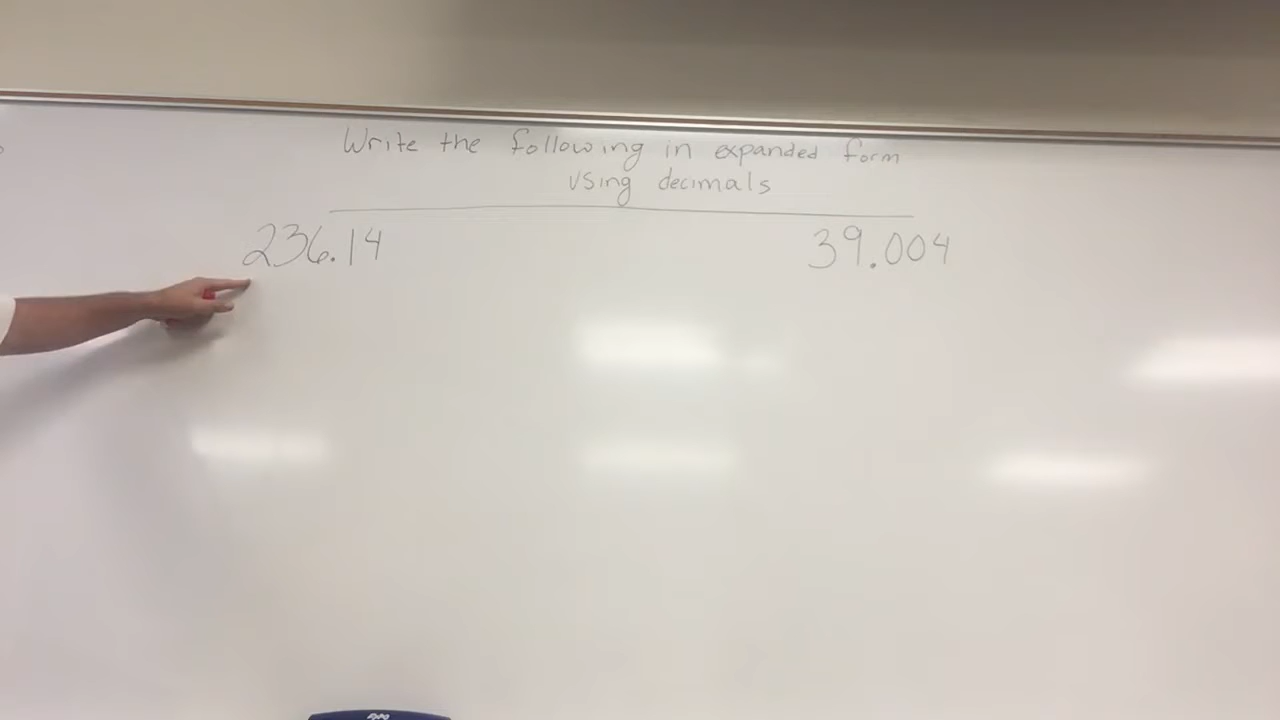 Write the following in expanded form
using decimals
236.14
39.004